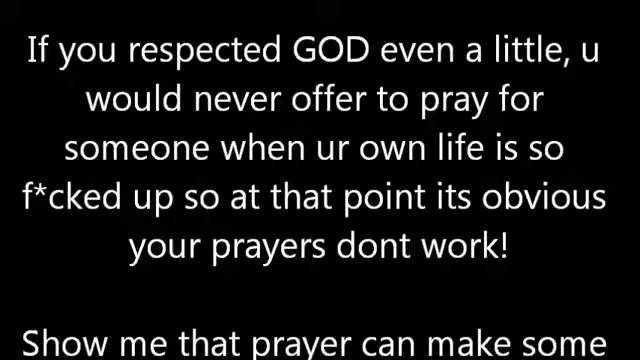 If you respected GOD even a little, u
would never offer to pray for
someone when ur own life is so
f*cked up so at that point its obvious
your prayers dont work!
Show me that prayer can make some